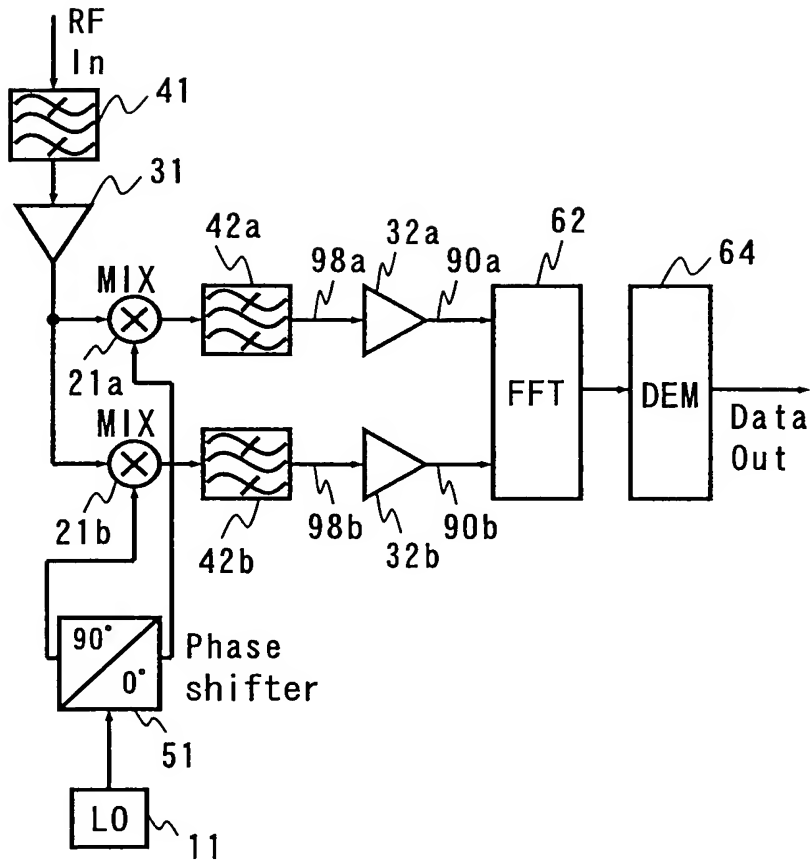 RF
In
41
31
42a
32a
62
64
98a
90a
MIX
21a
FFT
DEM
Data
Out
MIX
21b
42b
98b
32b
90b
90°
0°
Phase
shifter
51
LO
11